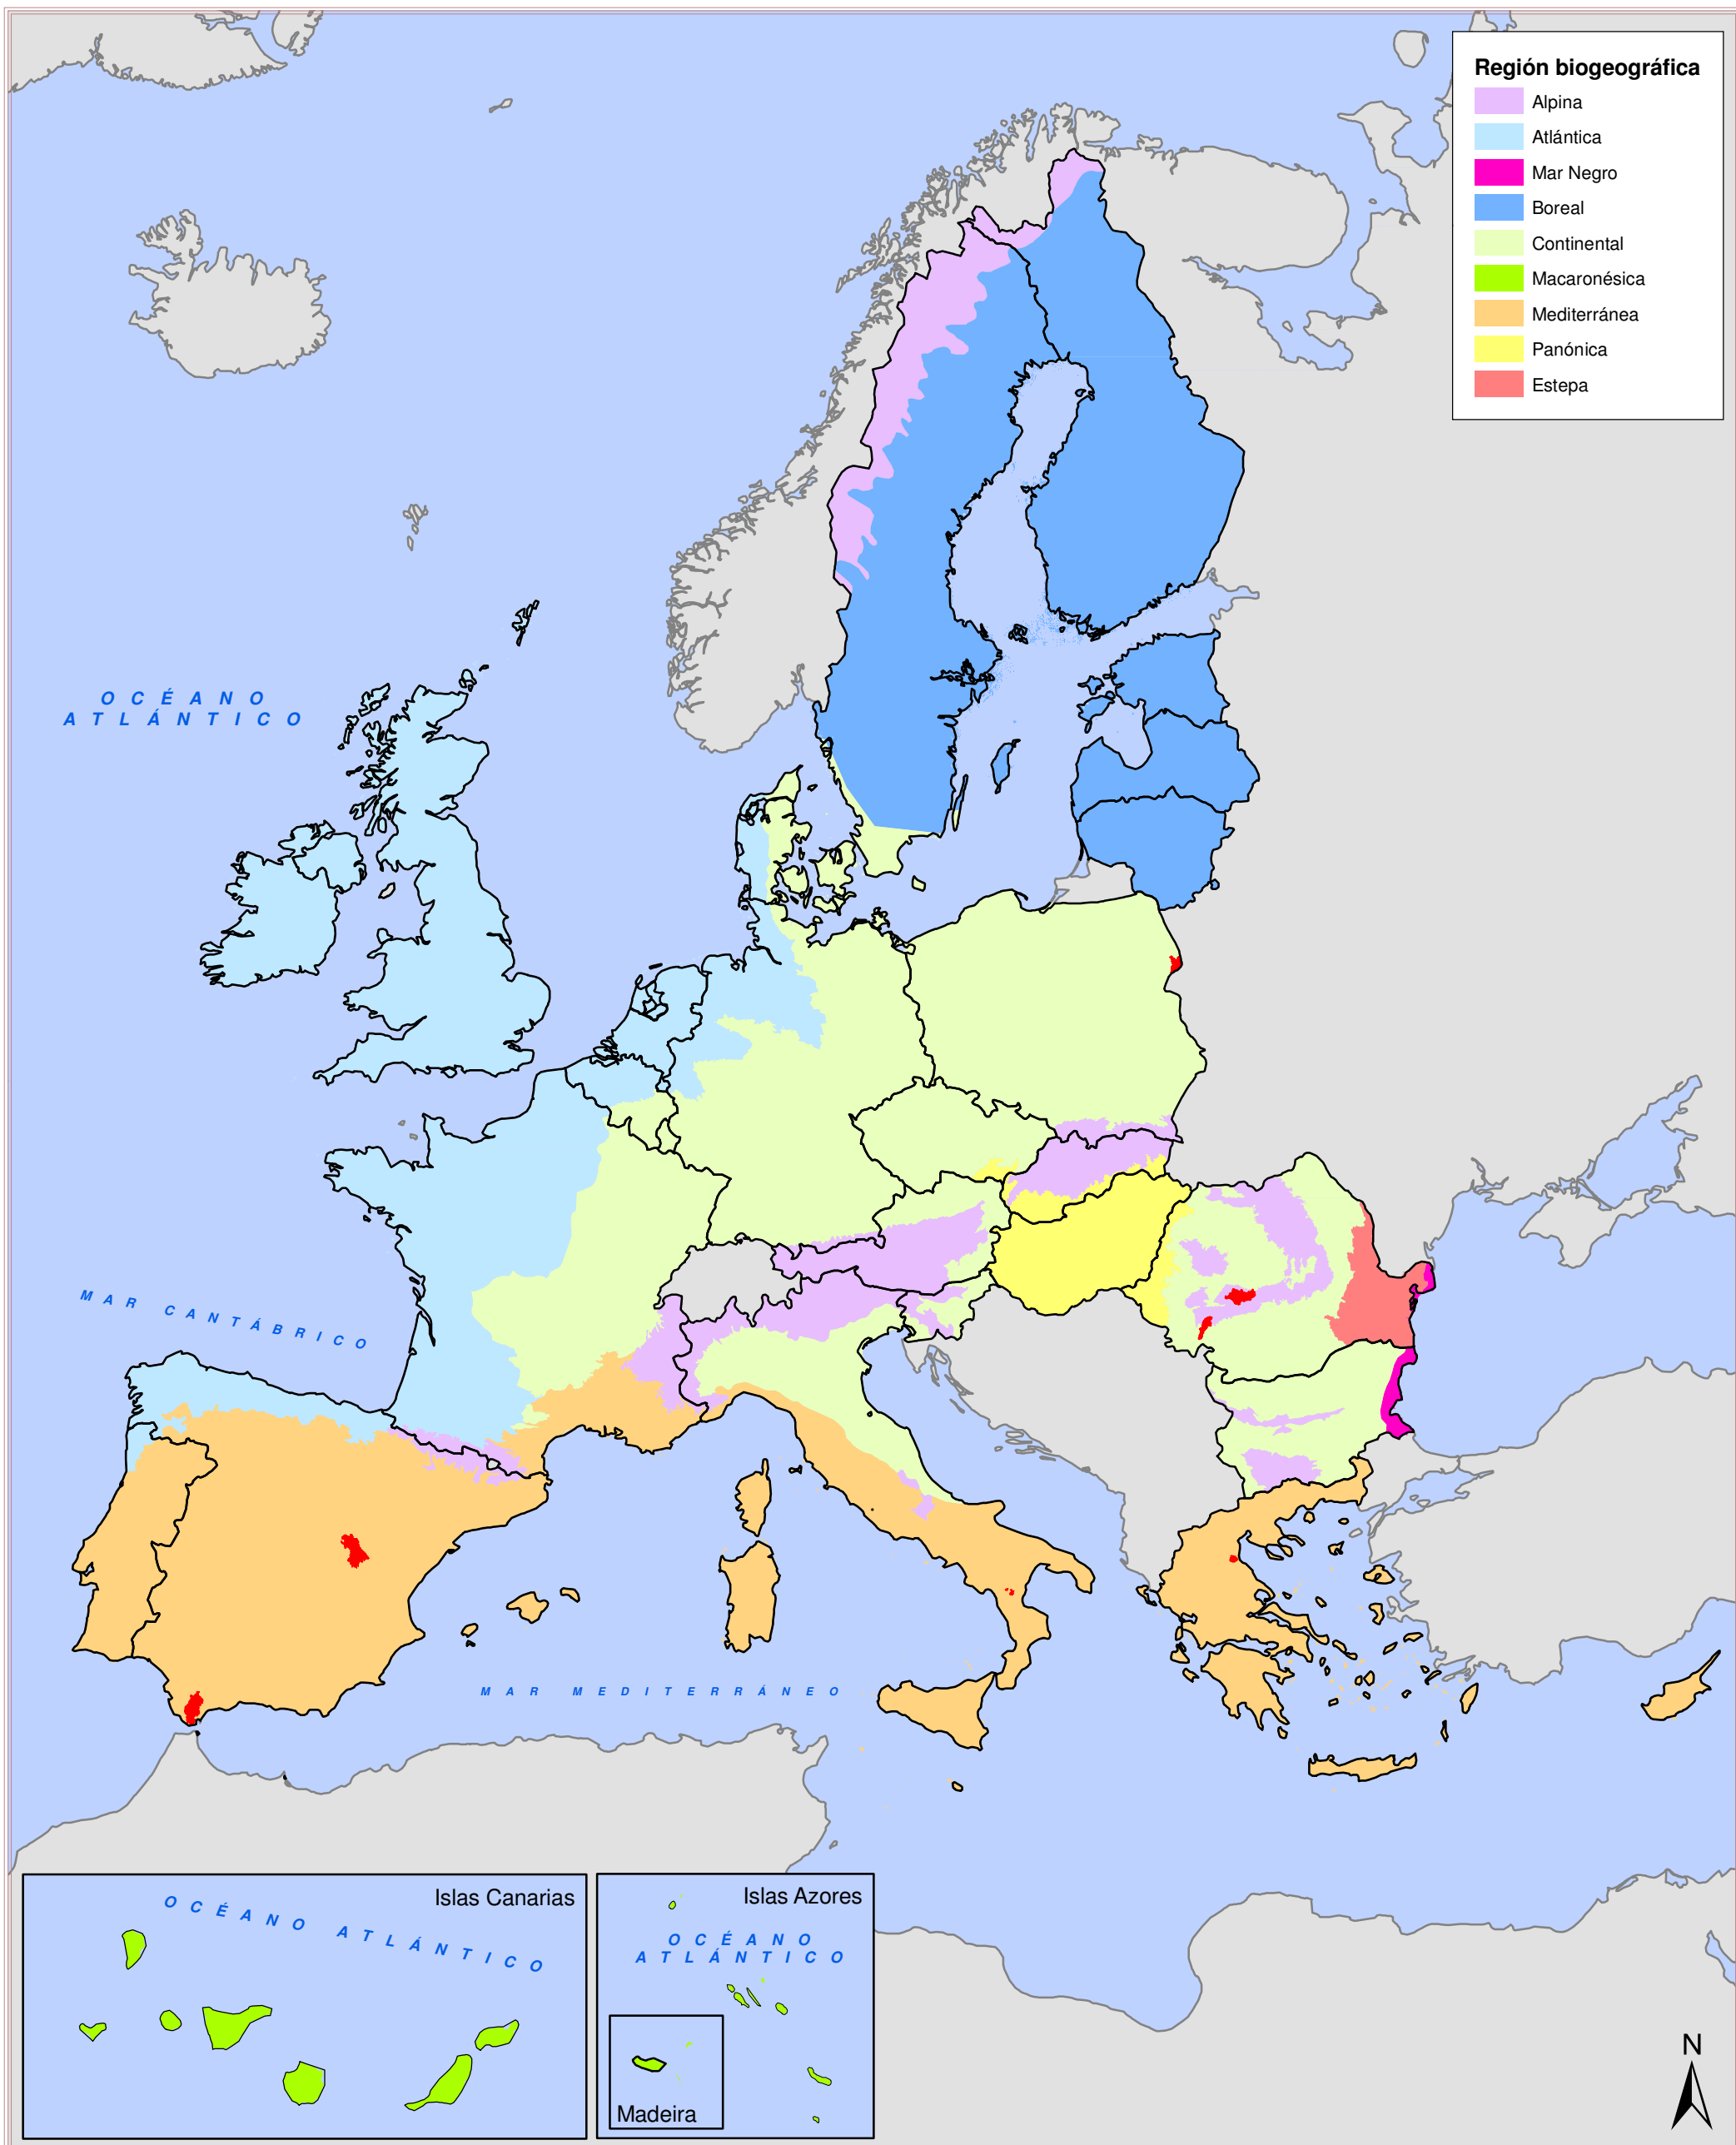 Región biogeográfica
Alpina
Atlántica
Mar Negro
Boreal
Continental
Macaronésica
Mediterránea
Panónica
Estepa
OCÉANO
ATLÁNTICO
MAR CANTÁBRICO
MAR MEDITERRÁNEO
Islas Canarias
OCÉANO ATLÁNTICO
Islas Azores
OCÉANO
ATLÁNTICO
Madeira
N